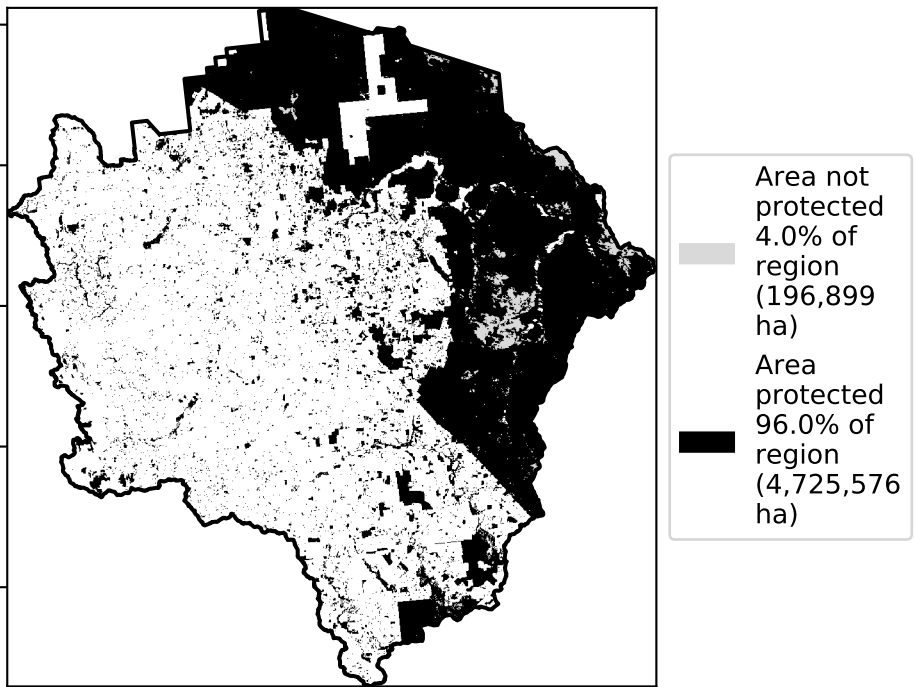 Area not
protected
4.0% of
region
(196,899
ha)
Area
protected
96.0% of
region
(4,725,576
ha)